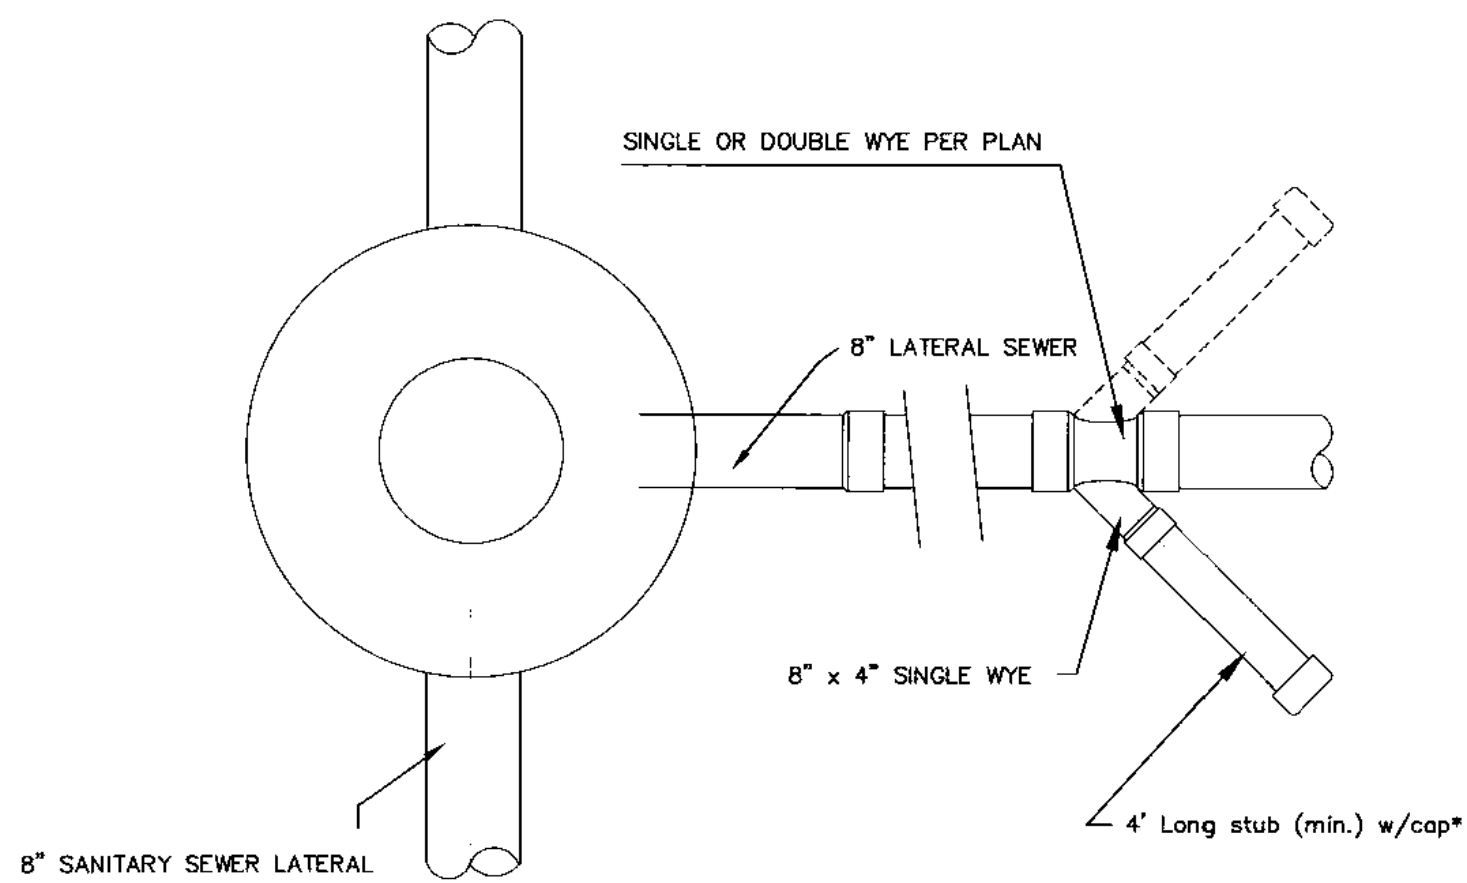 SINGLE OR DOUBLE WYE PER PLAN
8" LATERAL SEWER
8" x 4" SINGLE WYE
4' Long stub (min.) w/cap*
8" SANITARY SEWER LATERAL